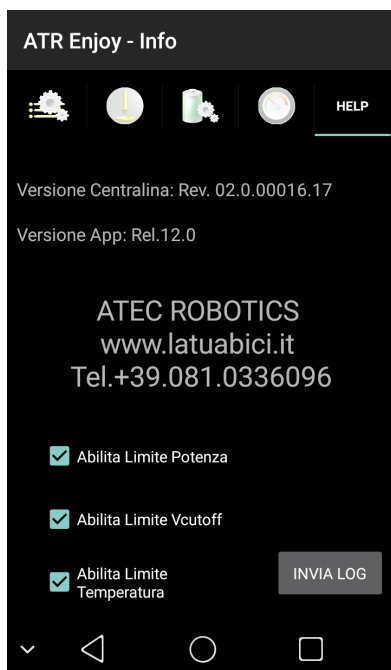 ATR Enjoy - Info
HELP
Versione Centralina: Rev. 02.0.00016.17
Versione App: Rel.12.0
ATEC ROBOTICS
www.latuabici.it
Tel.+39.081.0336096
Abilita Limite Potenza
Abilita Limite Vcutoff
Abilita Limite
Temperatura
INVIA LOG